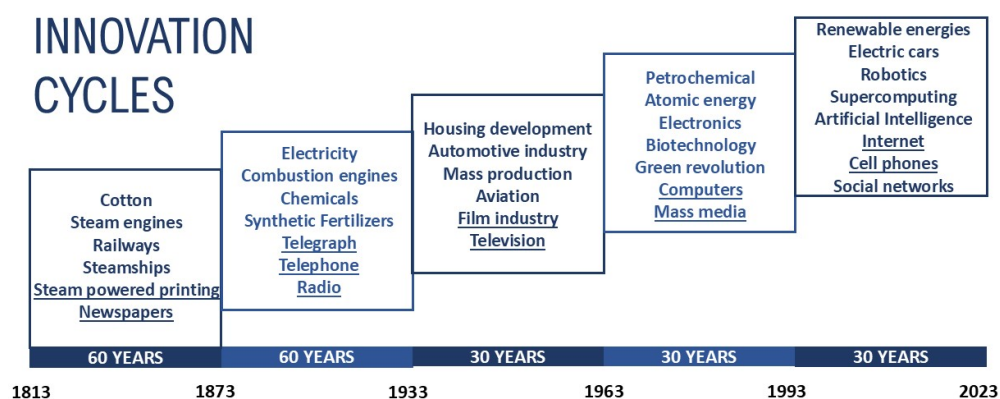 INNOVATION
CYCLES
Cotton
Steam engines
Railways
Steamships
Steam powered printing
Newspapers
Electricity
Combustion engines
Chemicals
Synthetic Fertilizers
Telegraph
Telephone
Radio
Housing development
Automotive industry
Mass production
Aviation
Film industry
Television
Petrochemical
Atomic energy
Electronics
Biotechnology
Green revolution
Computers
Mass media
Renewable energies
Electric cars
Robotics
Supercomputing
Artificial Intelligence
Internet
Cell phones
Social networks
60 YEARS
60 YEARS
30 YEARS
30 YEARS
30 YEARS
1813
1873
1933
1963
1993
2023